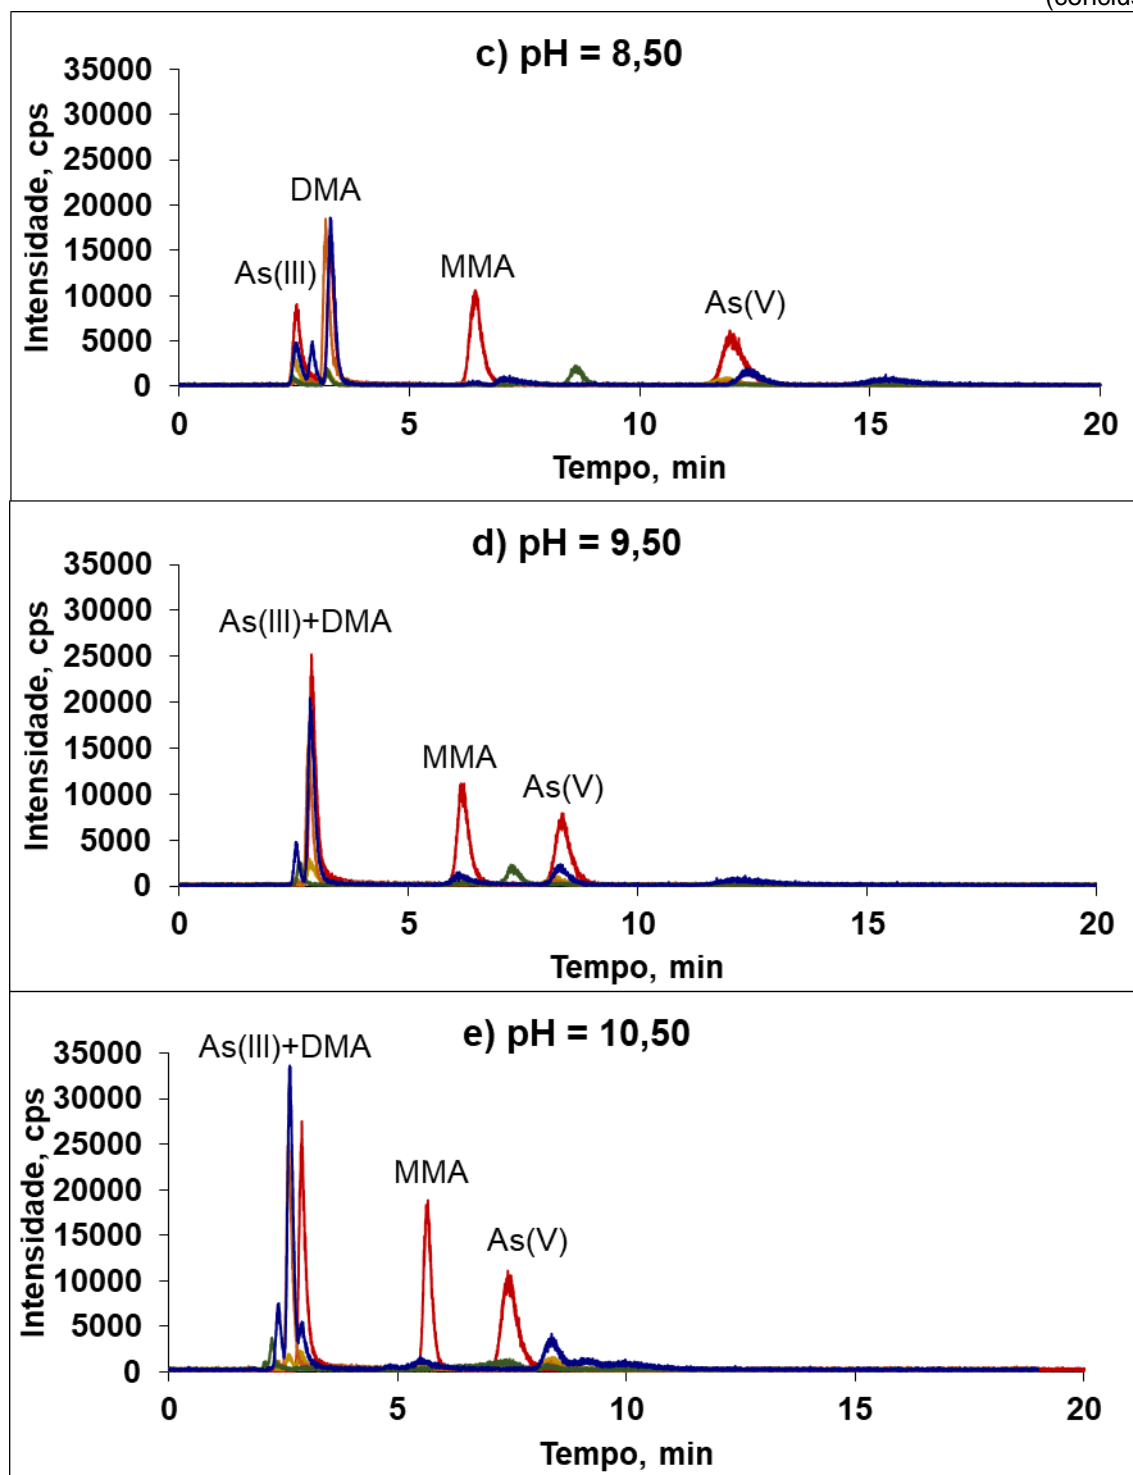 c) pH = 8,50
35000
30000
25000
20000
15000
10000
5000
0
Intensidade, cps
DMA
As(III)
MMA
As(V)
0 5 10 15 20
Tempo, min
d) pH = 9,50
35000
30000
25000
20000
15000
10000
5000
0
Intensidade, cps
As(III)+DMA
MMA
As(V)
0 5 10 15 20
Tempo, min
e) pH = 10,50
As(III)+DMA
35000
30000
25000
20000
15000
10000
5000
0
Intensidade, cps
MMA
As(V)
0 5 10 15 20
Tempo, min